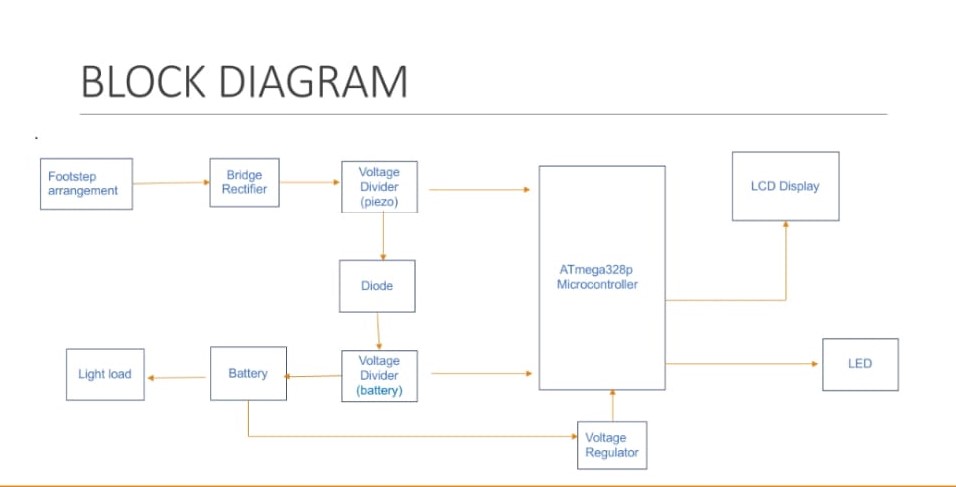 BLOCK DIAGRAM
.
Footstep
arrangement
Bridge
Rectifier
Voltage
Divider
(piezo)
LCD Display
ATmega328p
Microcontroller
Diode
Light load
Battery
Voltage
Divider
(battery)
LED
Voltage
Regulator